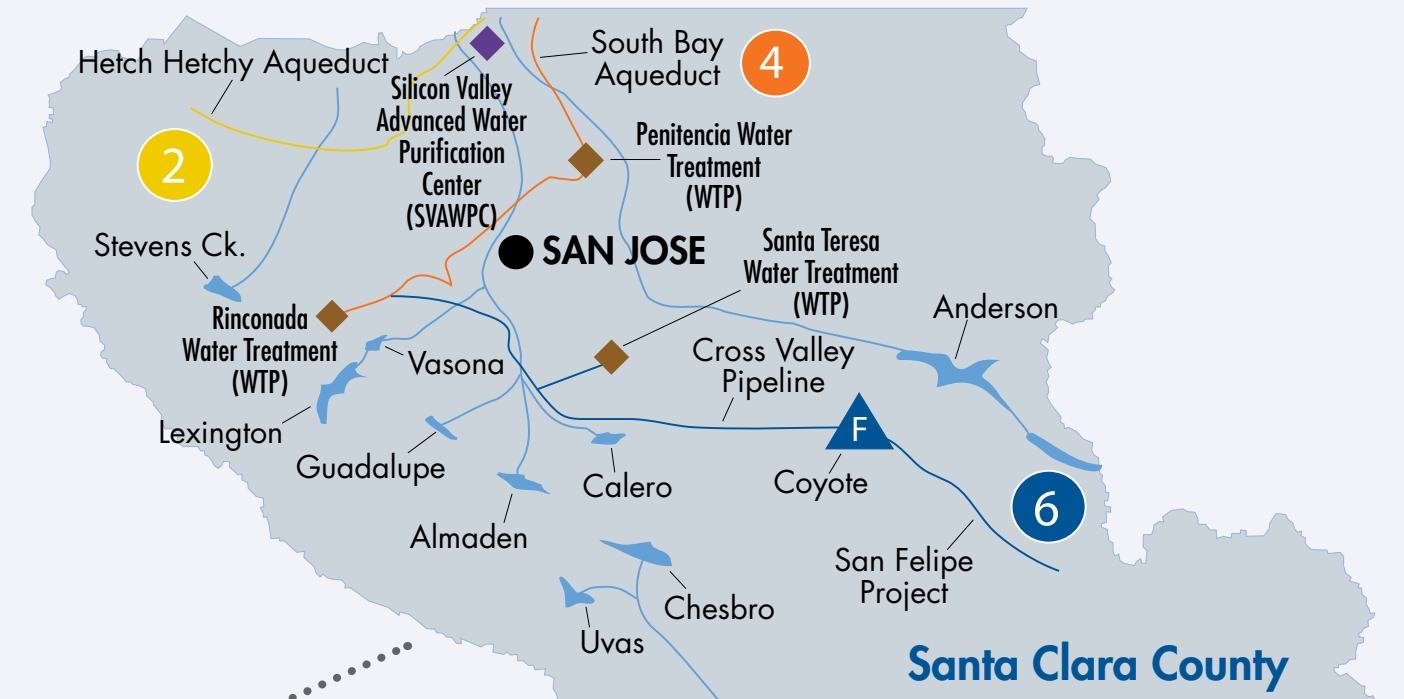 Hetch Hetchy Aqueduct
2
Silicon Valley
Advanced Water
Purification
Center
(SVAWPC)
South Bay
Aqueduct
4
Penitencia Water
Treatment
(WTP)
Stevens Ck.
SAN JOSE
Santa Teresa
Water Treatment
(WTP)
Rinconada
Water Treatment
(WTP)
Vasona
Lexington
Cross Valley
Pipeline
Anderson
Guadalupe
Almaden
Calero
F
Coyote
6
San Felipe
Project
Chesbro
Uvas
Santa Clara County